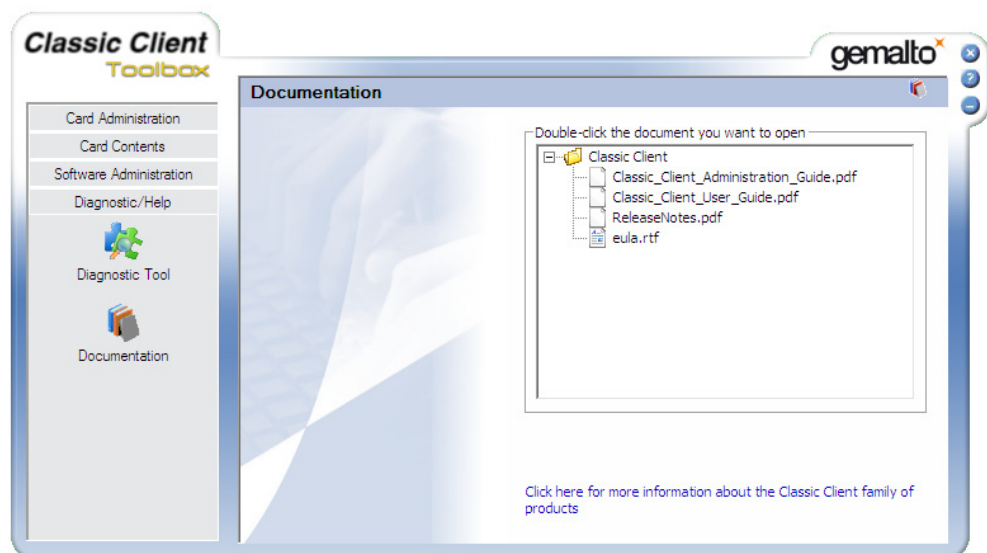 Classic Client
Toolbox
gemalto
Card Administration
Card Contents
Software Administration
Diagnostic/Help
Diagnostic Tool
Documentation
Documentation
Double-click the document you want to open
Classic Client
Classic_Client_Administration_Guide.pdf
Classic_Client_User_Guide.pdf
ReleaseNotes.pdf
eula.rtf
Click here for more information about the Classic Client family of
products